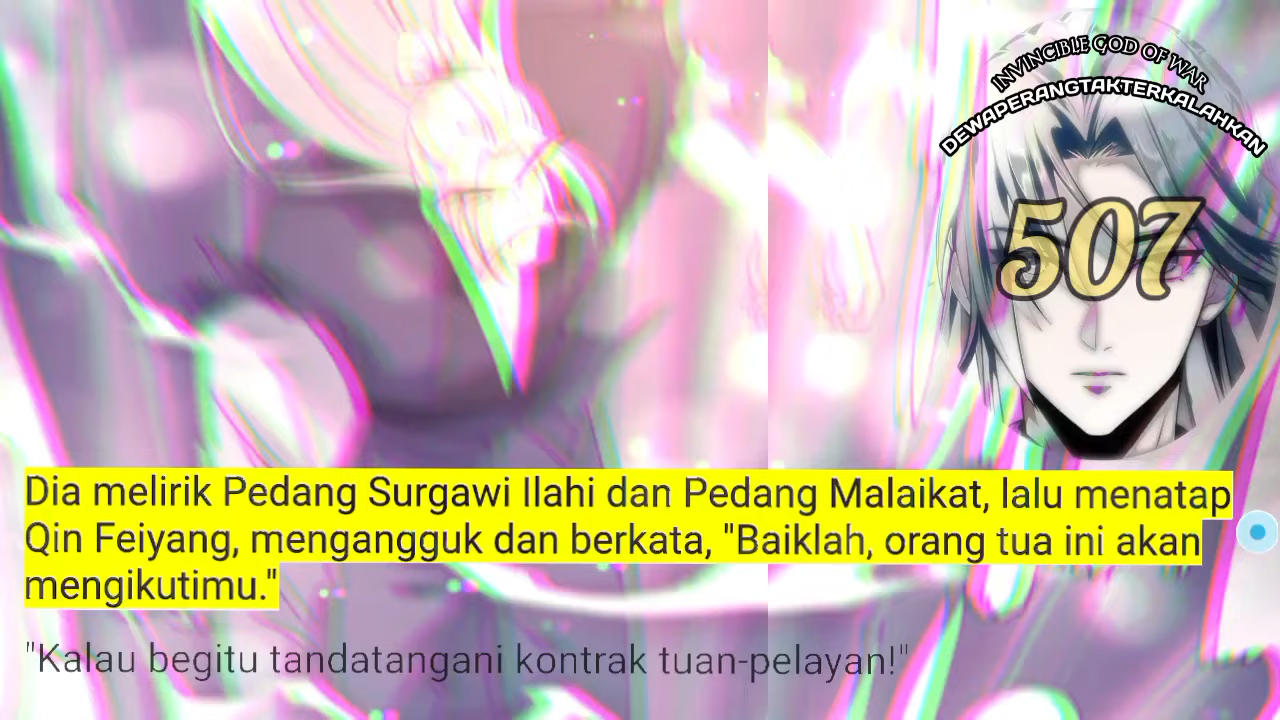 INVINCIBLE GOD OF WAR
DEWAPERANGTAKTERKALAHKAN
507
Dia melirik Pedang Surgawi Ilahi dan Pedang Malaikat, lalu menatap
Qin Feiyang, mengangguk dan berkata, "Baiklah, orang tua ini akan
mengikutimu."
"Kalau begitu tandatangani kontrak tuan-pelayan!"